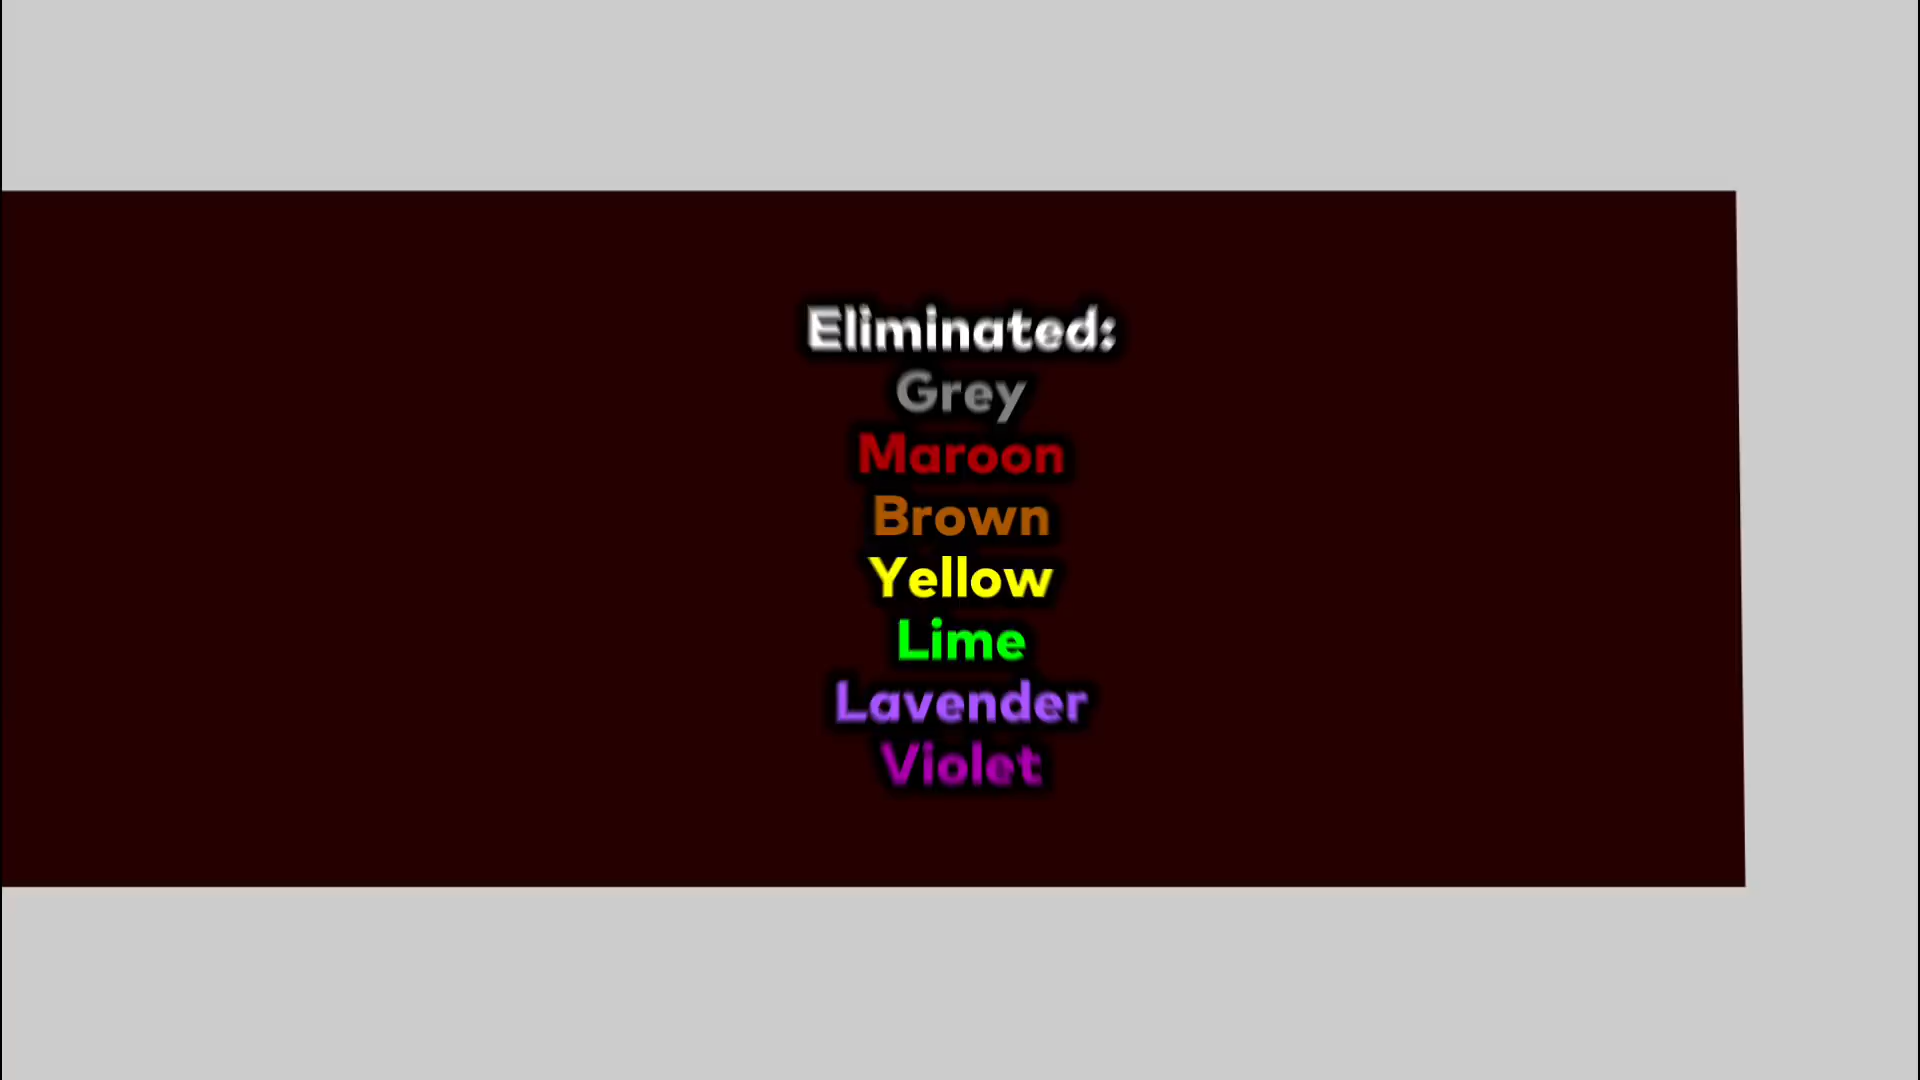 Eliminated:
Grey
Maroon
Brown
Yellow
Lime
Lavender
Violet